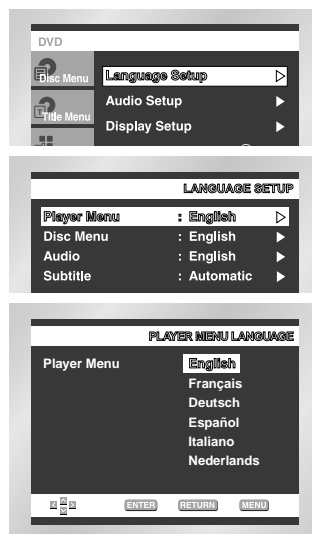 DVD
Disc Menu
Language Setup
Audio Setup
Title Menu
Display Setup
LANGUAGE SETUP
Player Menu : English
Disc Menu : English
Audio : English
Subtitle : Automatic
PLAYER MENU LANGUAGE
Player Menu English
Français
Deutsch
Español
Italiano
Nederlands
ENTER RETURN MENU